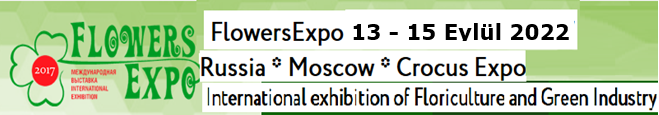 FLOWERS
EXPO
2017
МЕЖДУНАРОДНАЯ
ВЫСТАВКА
INTERNATIONAL
EXHIBITION
FlowersExpo 13 - 15 Eylül 2022
Russia * Moscow * Crocus Expo
International exhibition of Floriculture and Green Industry